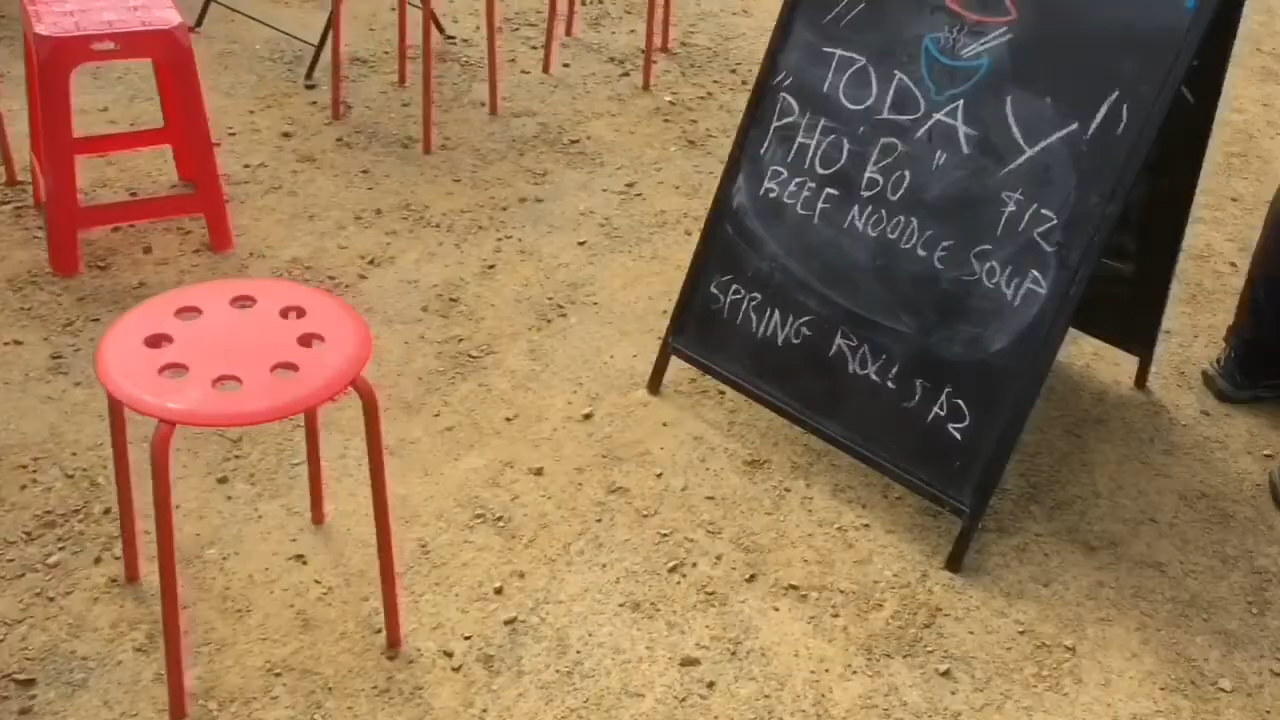 "TODAY"
"PHO BO"
$12
BEEF NOODLE SOUP
SPRING ROLLS $2